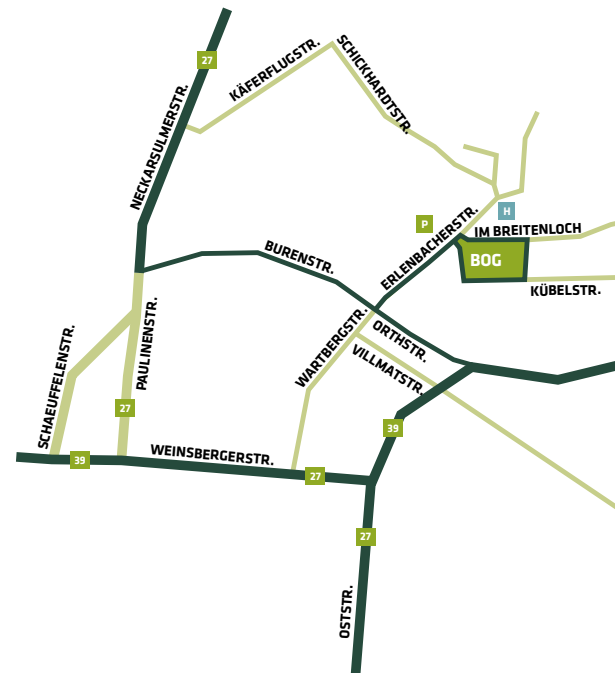 27
KÄFERFLUGSTR.
SCHICKHARDTSTR.
NECKARSULMERSTR.
P
H
ERLENBACHERSTR.
IM BREITENLOCH
BURENSTR.
BOG
KÜBELSTR.
WARTBERGSTR.
ORTHSTR.
SCHAEUFFELENSTR.
PAULINENSTR.
VILLMATSTR.
27
39
39
WEINSBERGERSTR.
27
27
OSTSTR.